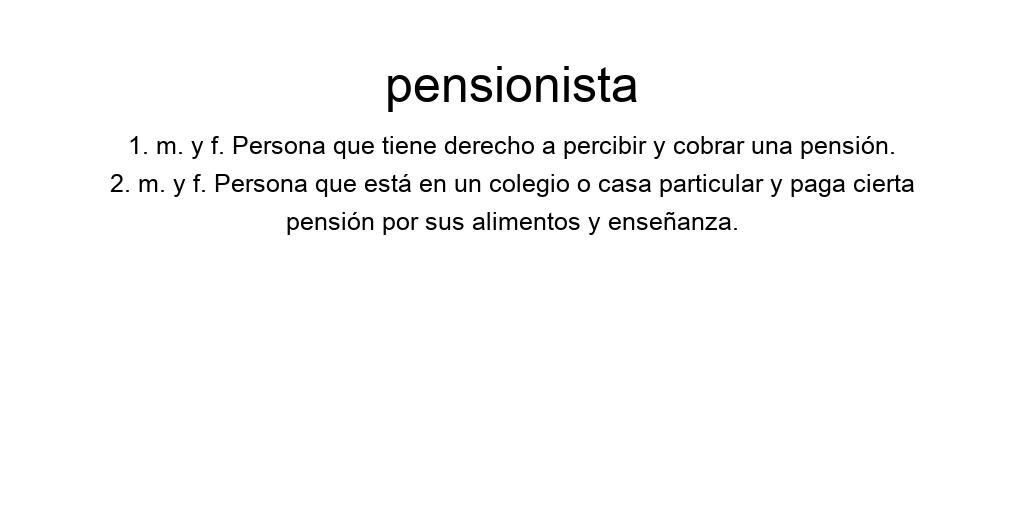 pensionista
1. m. y f. Persona que tiene derecho a percibir y cobrar una pensión.
2. m. y f. Persona que está en un colegio o casa particular y paga cierta
pensión por sus alimentos y enseñanza.